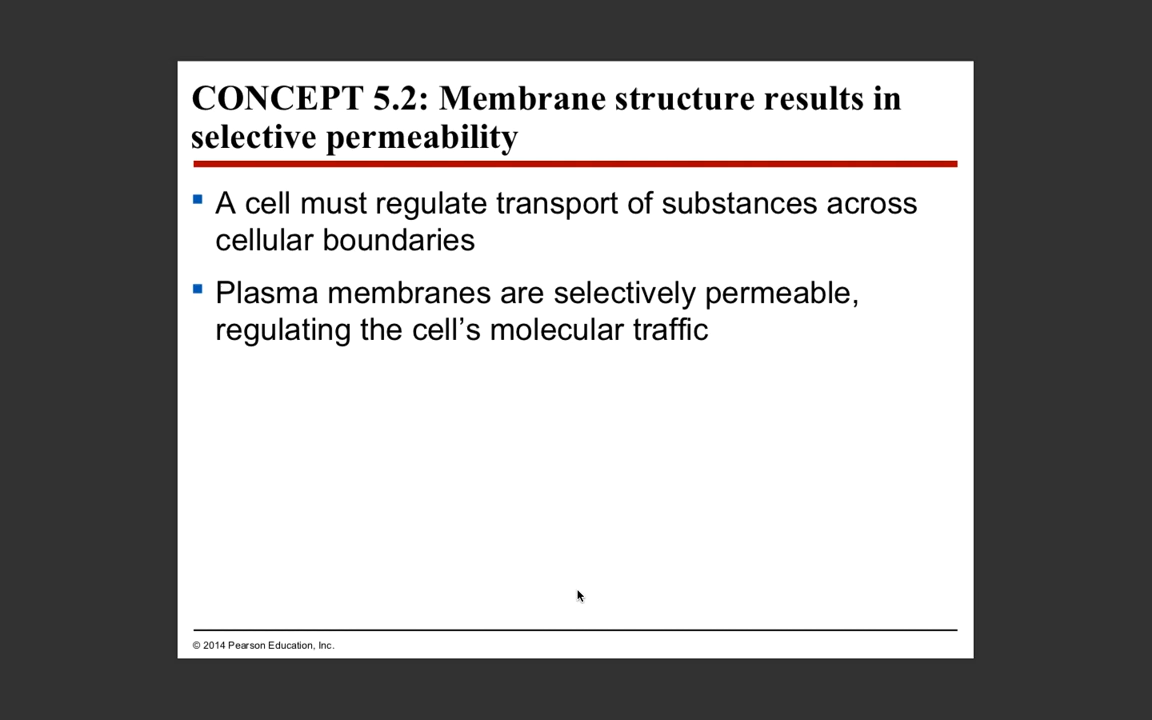 CONCEPT 5.2: Membrane structure results in
selective permeability
A cell must regulate transport of substances across
cellular boundaries
Plasma membranes are selectively permeable,
regulating the cell’s molecular traffic
© 2014 Pearson Education, Inc.